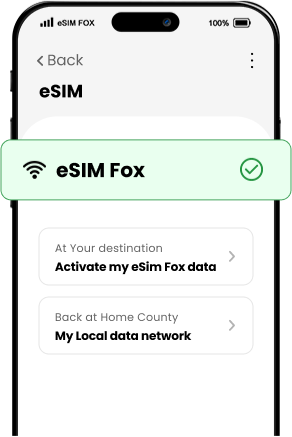 eSIM FOX 100%
Back
eSIM
eSIM Fox
At Your destination
Activate my eSim Fox data
Back at Home County
My Local data network